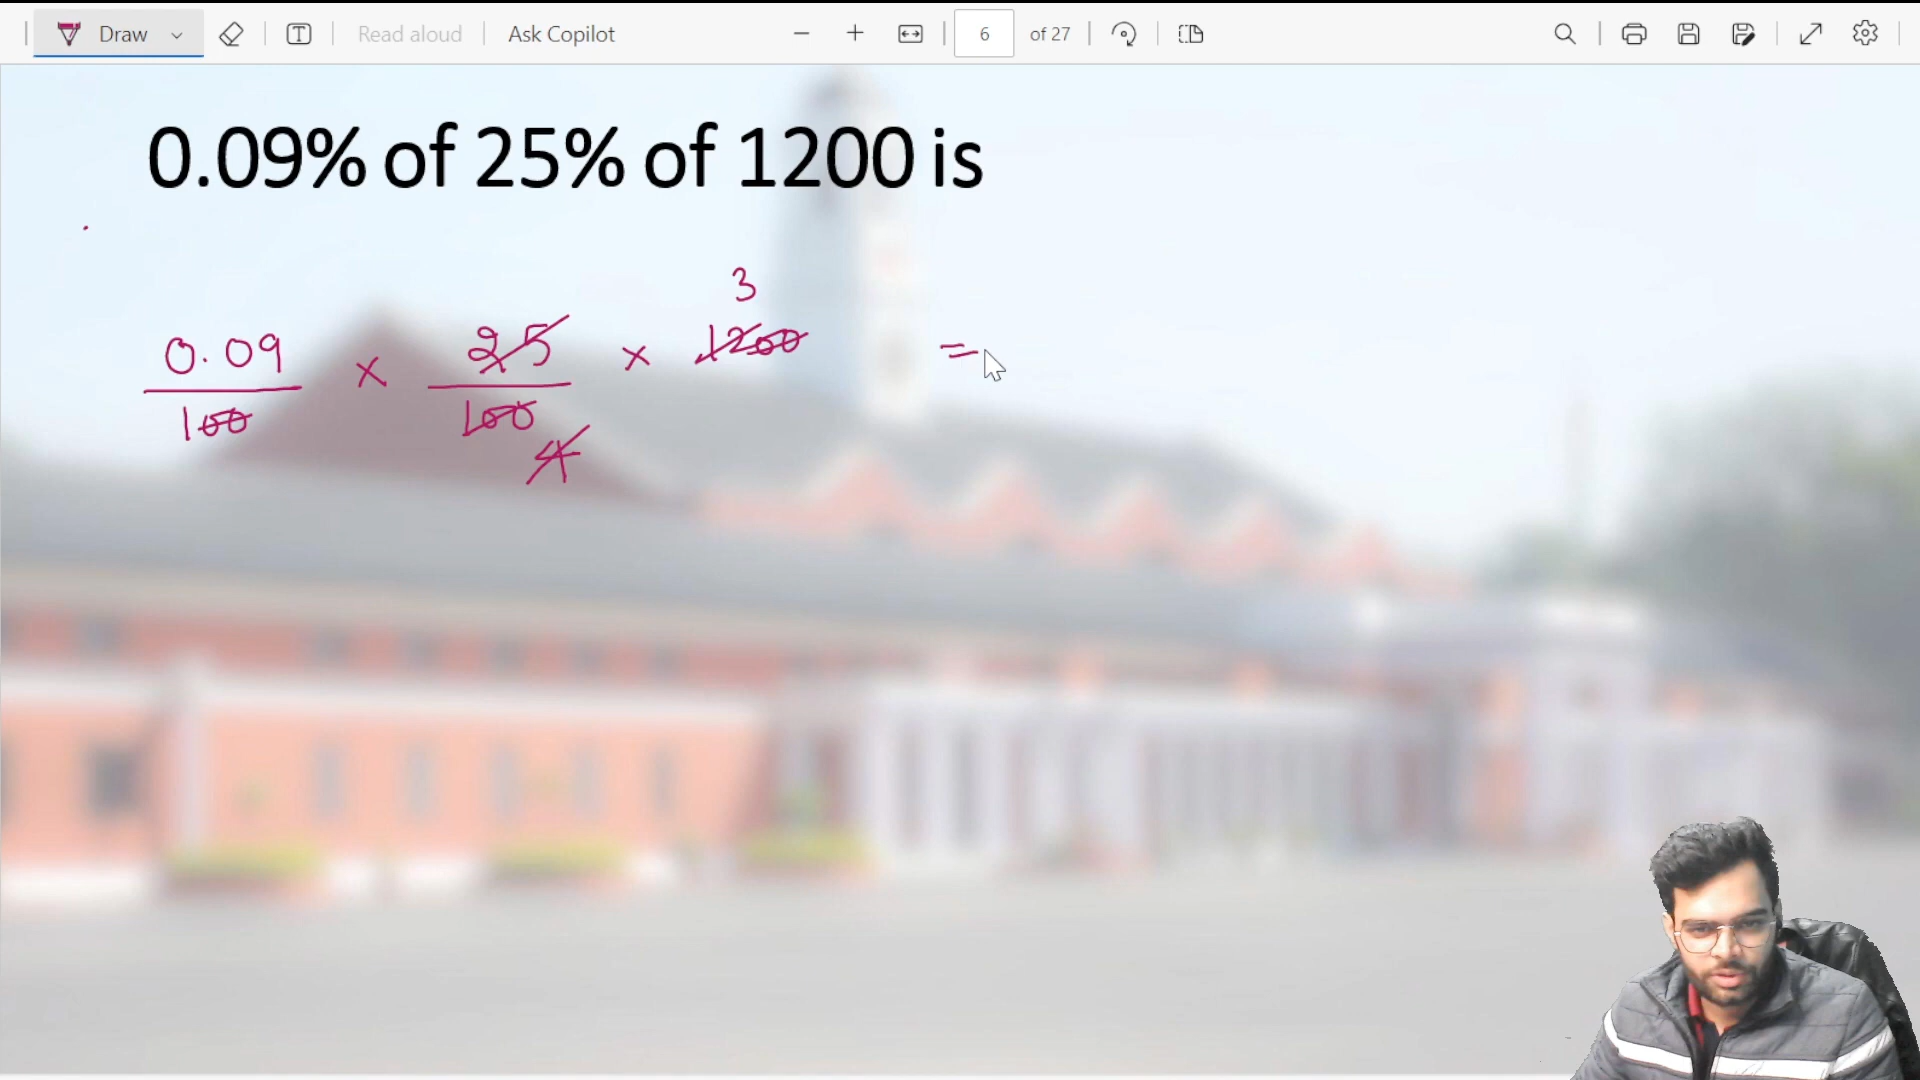 Draw Read aloud Ask Copilot 6 of 27
0.09% of 25% of 1200 is
3
0.09 × 25 × 1200 =
100 100
4